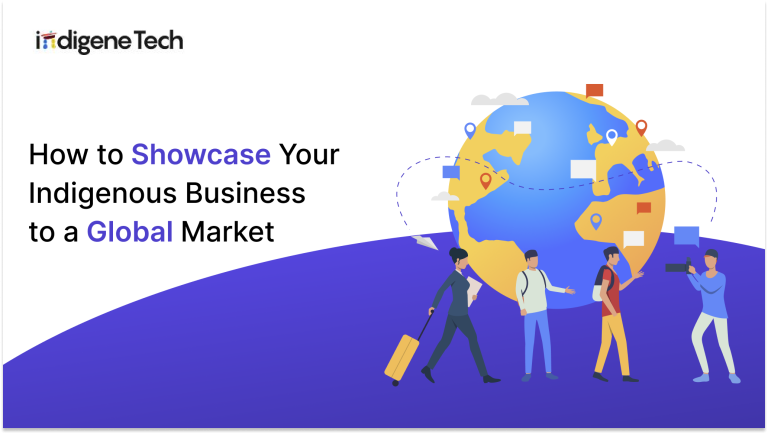 indigeneTech
How to Showcase Your
Indigenous Business
to a Global Market